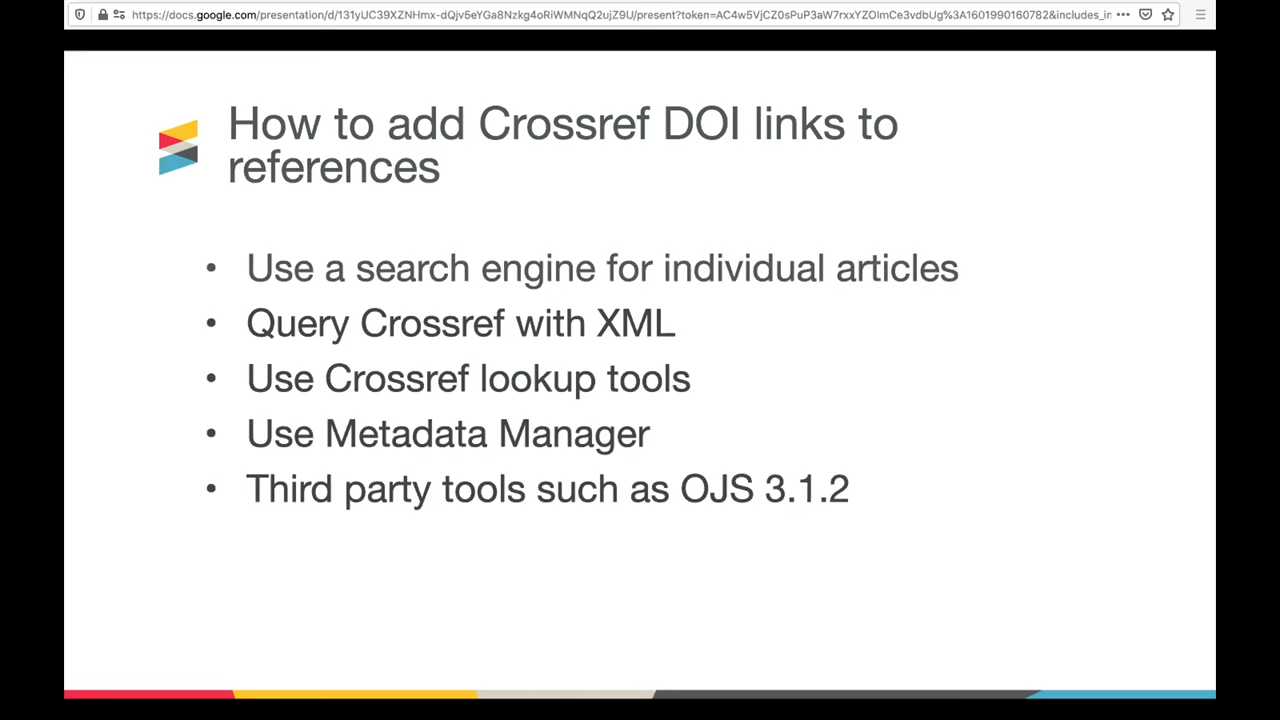 https://docs.google.com/presentation/d/131yUC39XZNHmx-dQjv5eYGa8Nzkg4oRiWMNqQ2ujZ9U/present?token=AC4w5VjCZ0sPuP3aW7rxxYZOlmCe3vdbUg%3A1601990160782&includes_ir
How to add Crossref DOI links to
references
• Use a search engine for individual articles
• Query Crossref with XML
• Use Crossref lookup tools
• Use Metadata Manager
• Third party tools such as OJS 3.1.2